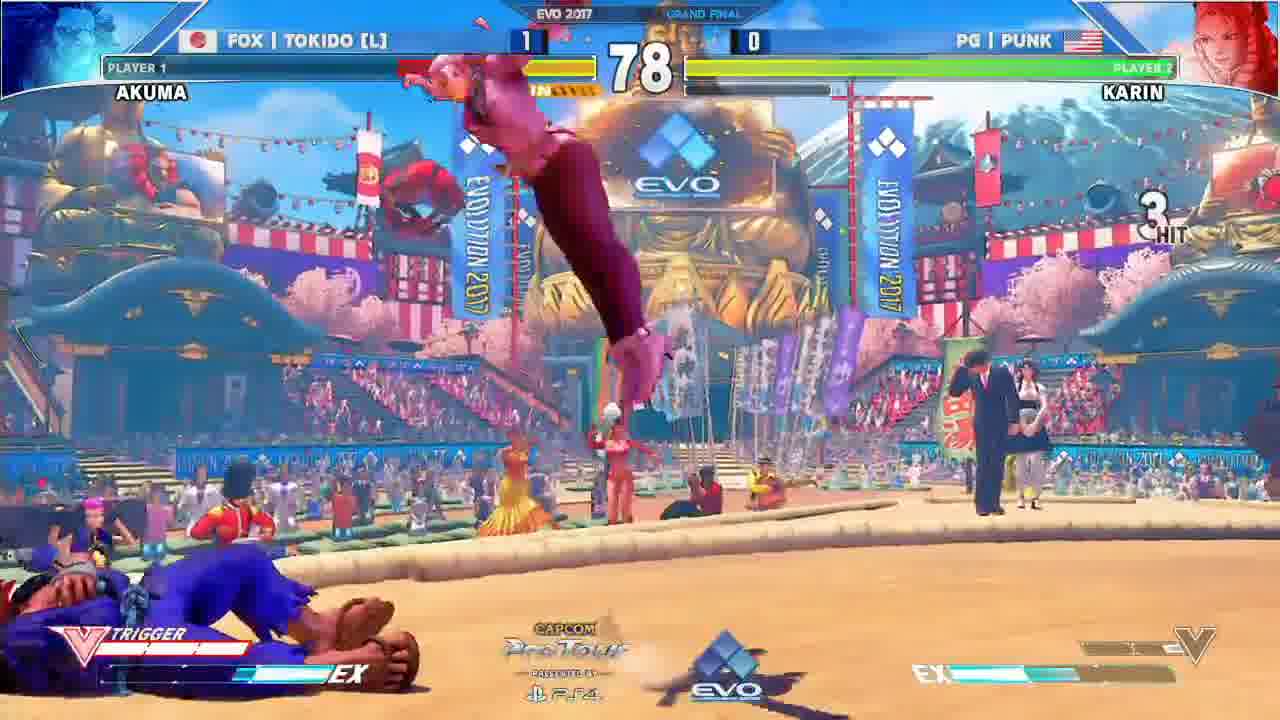 EVO 2017
GRAND FINAL
FOX | TOKIDO [L]
1
78
0
PG | PUNK
PLAYER 1
PLAYER 2
AKUMA
KARIN
EVO
EVOLUTION 2017
EVOLUTION 2017
3
HIT
TRIGGER
EX
CAPCOM
Pro Tour
PRESENTED BY
PS4
EVO
EX
V